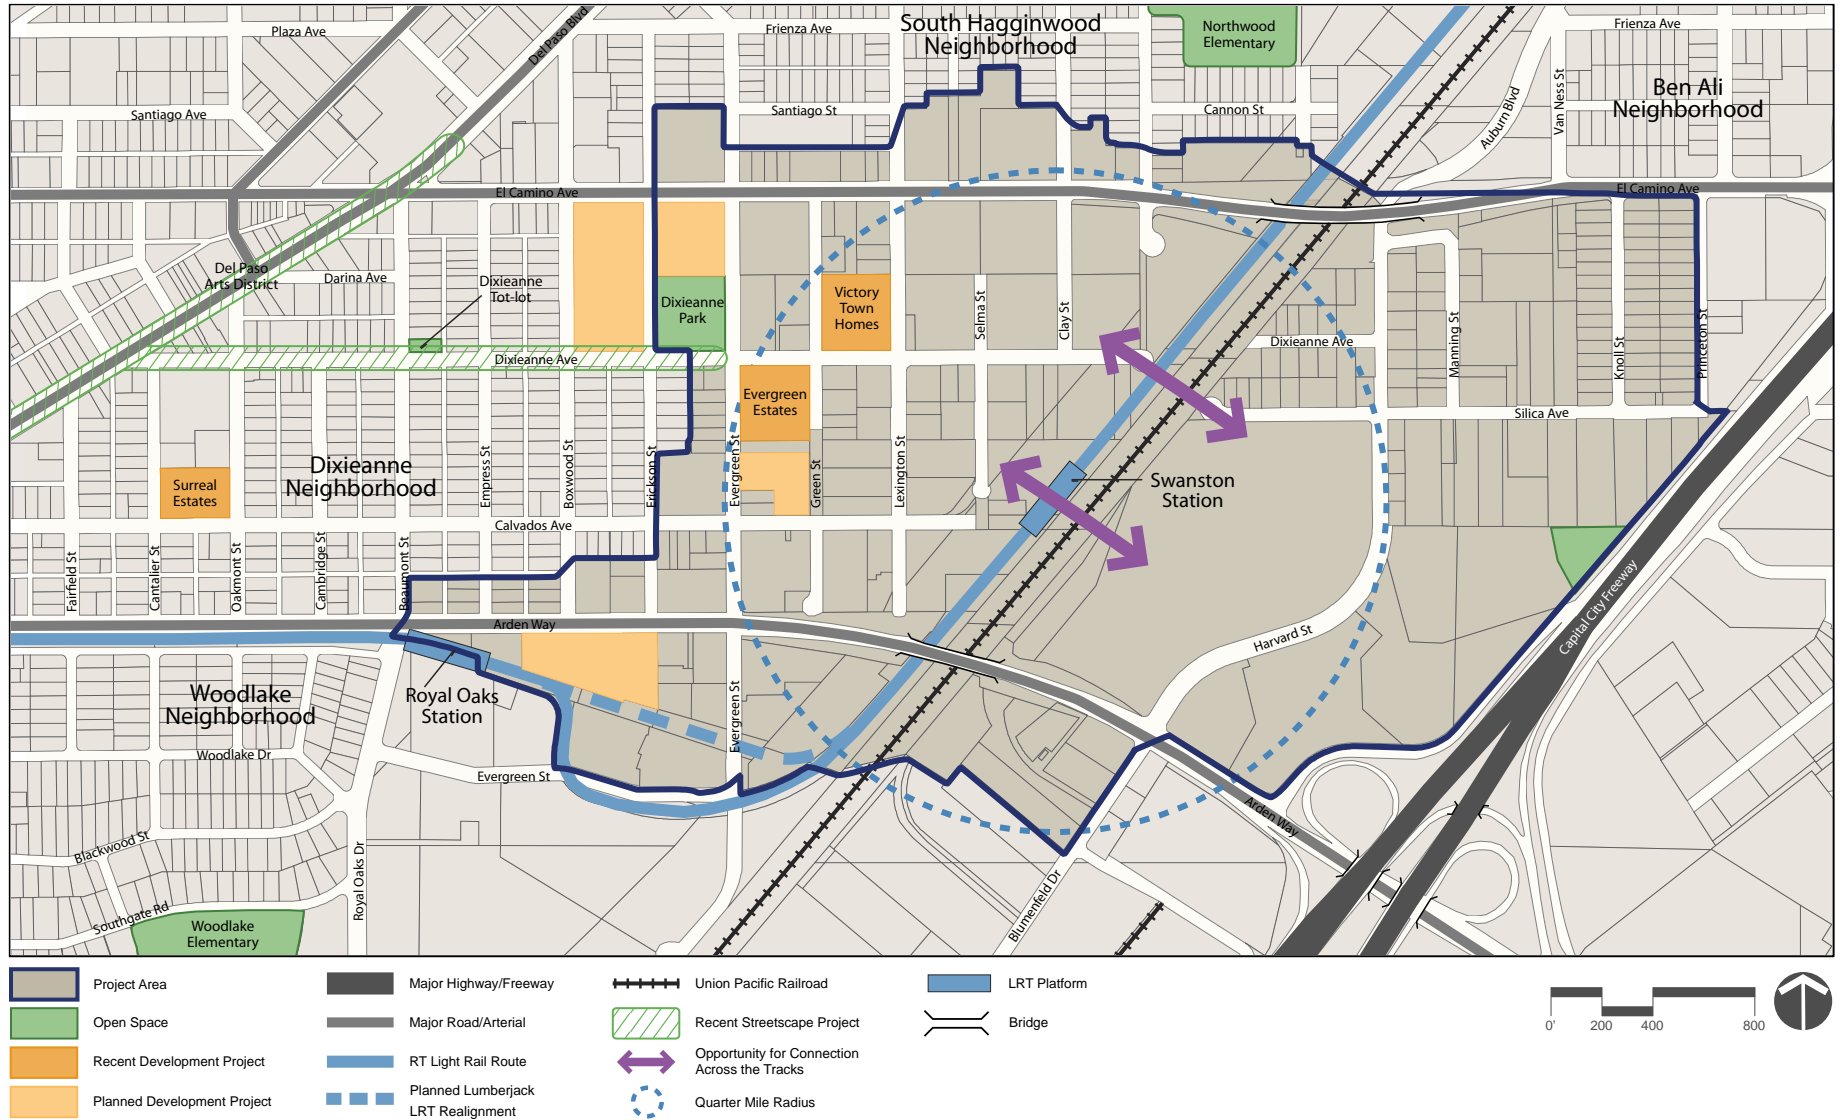 Plaza Ave
Del Paso Blvd
Frienza Ave
South Hagginwood
Neighborhood
Northwood
Elementary
Frienza Ave
Santiago Ave
Santiago St
Cannon St
Auburn Blvd
Van Ness St
Ben Ali
Neighborhood
El Camino Ave
El Camino Ave
Del Paso
Arts District
Darina Ave
Dixieanne
Tot-lot
Dixieanne
Park
Victory
Town
Homes
Selma St
Clay St
Dixieanne Ave
Dixieanne Ave
Manning St
Knoll St
Princeton St
Evergreen
Estates
Silica Ave
Surreal
Estates
Dixieanne
Neighborhood
Empress St
Boxwood St
Erickson St
Evergreen St
Green St
Lexington St
Swanston
Station
Calvados Ave
Fairfield St
Cantalier St
Oakmont St
Cambridge St
Beaumont St
Arden Way
Harvard St
Capital City Freeway
Woodlake
Neighborhood
Royal Oaks
Station
Evergreen St
Woodlake Dr
Evergreen St
Arden Way
Blackwood St
Royal Oaks Dr
Blumenfeld Dr
Southgate Rd
Woodlake
Elementary
Project Area
Open Space
Recent Development Project
Planned Development Project
Major Highway/Freeway
Major Road/Arterial
RT Light Rail Route
Planned Lumberjack
LRT Realignment
Union Pacific Railroad
Recent Streetscape Project
Opportunity for Connection
Across the Tracks
Quarter Mile Radius
LRT Platform
Bridge
0' 200 400 800